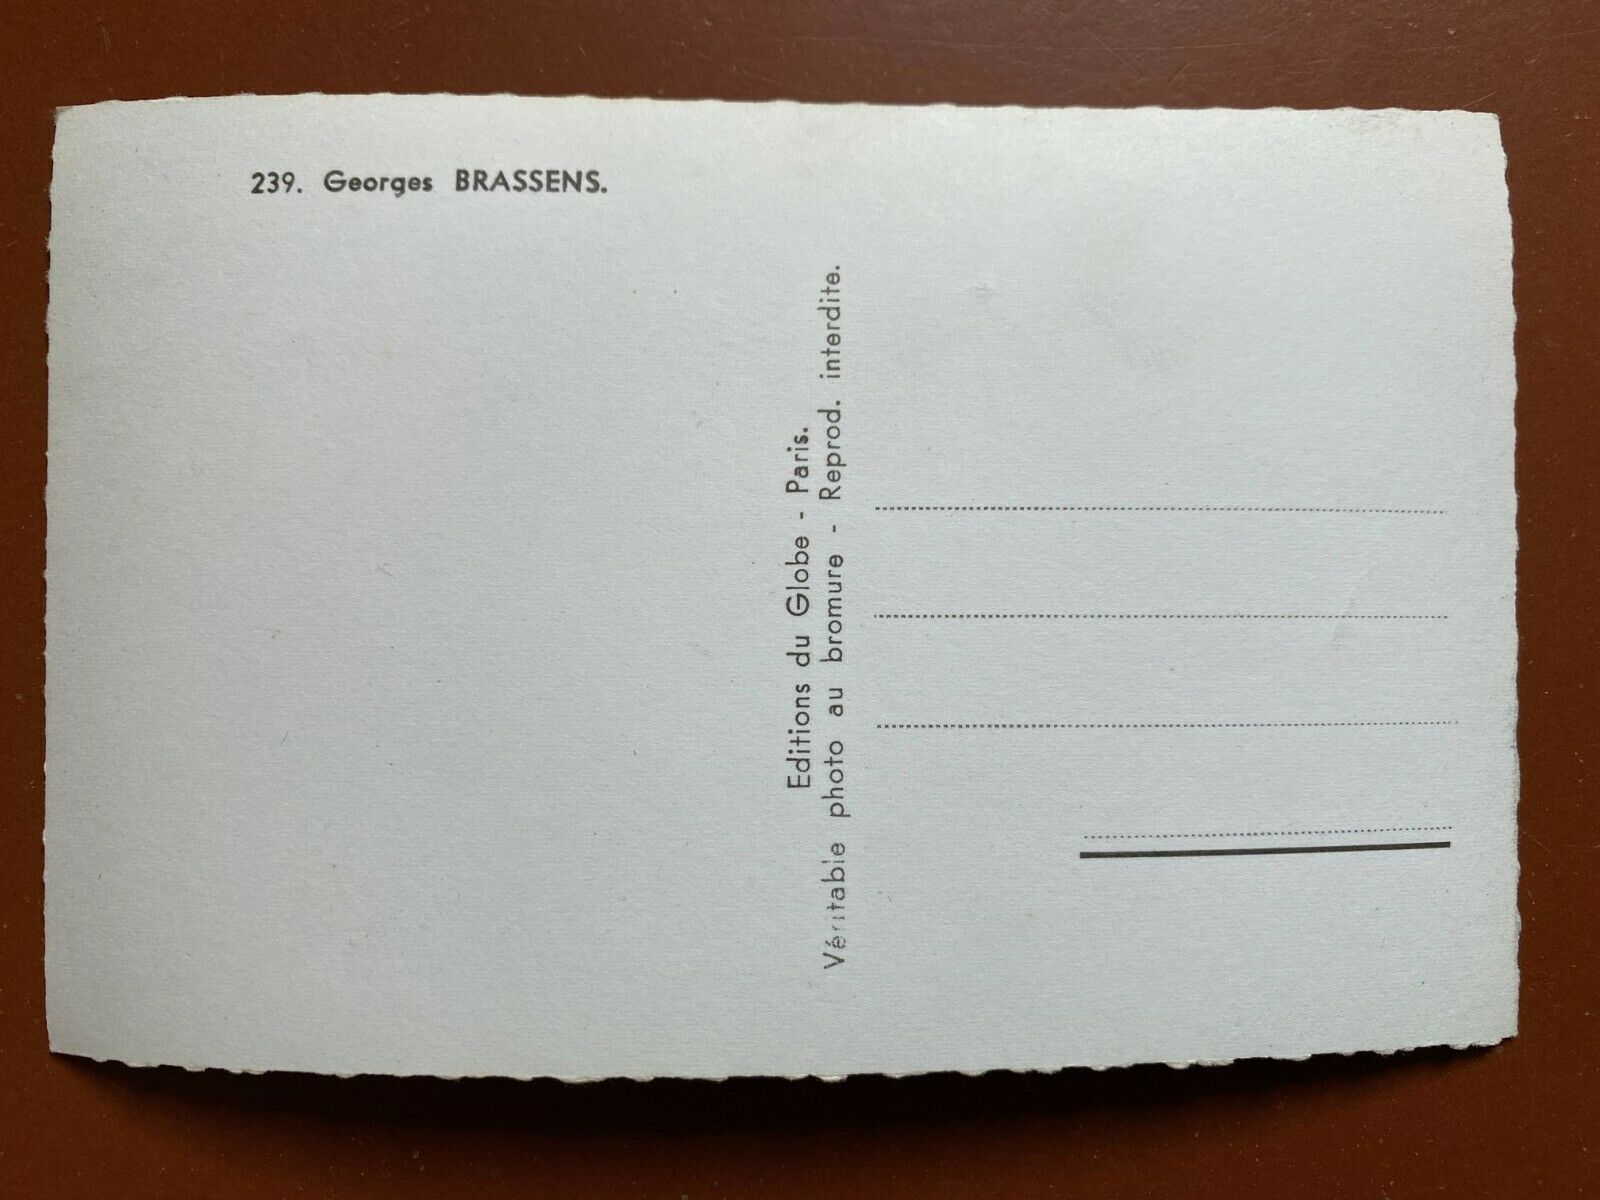 239. Georges BRASSENS.
Editions du Globe - Paris.
Véritable photo au bromure - Reprod. interdite.